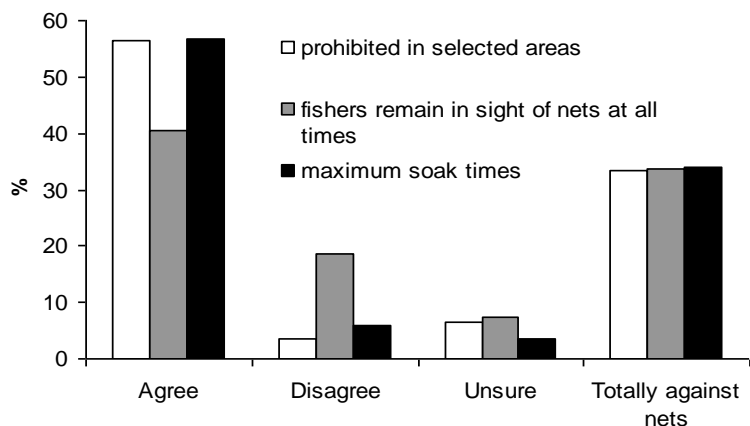 60
50
40
30
20
10
0
%
prohibited in selected areas
fishers remain in sight of nets at all
times
maximum soak times
Agree
Disagree
Unsure
Totally against
nets